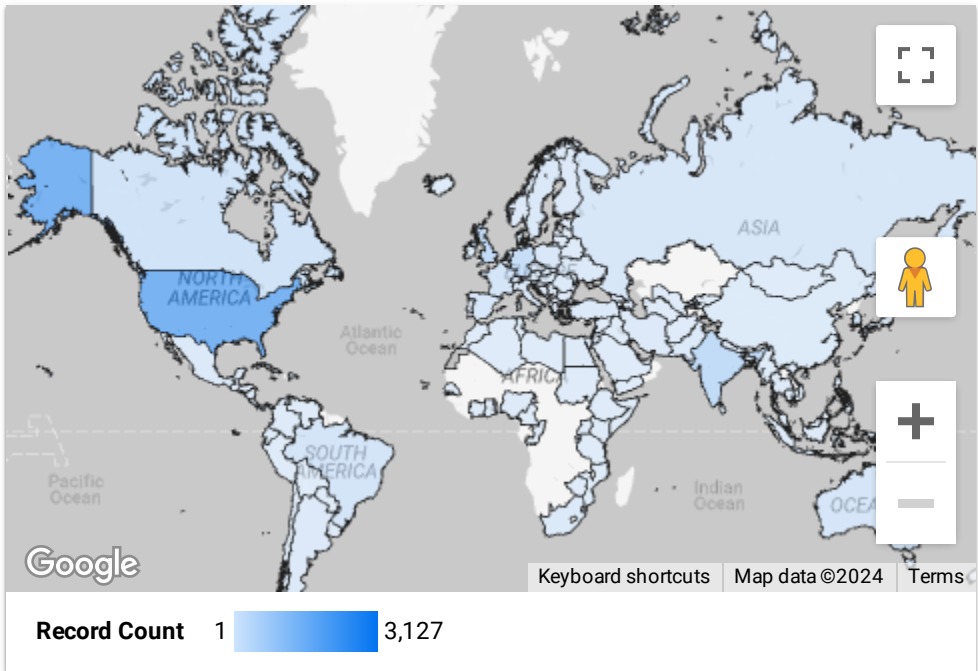 ASIA
NORTH
AMERICA
EUROPE
Atlantic
Ocean
AFRICA
SOUTH
AMERICA
Pacific
Ocean
Indian
Ocean
OCEA
Google
Keyboard shortcuts
Map data ©2024
Terms
Record Count 1 3,127